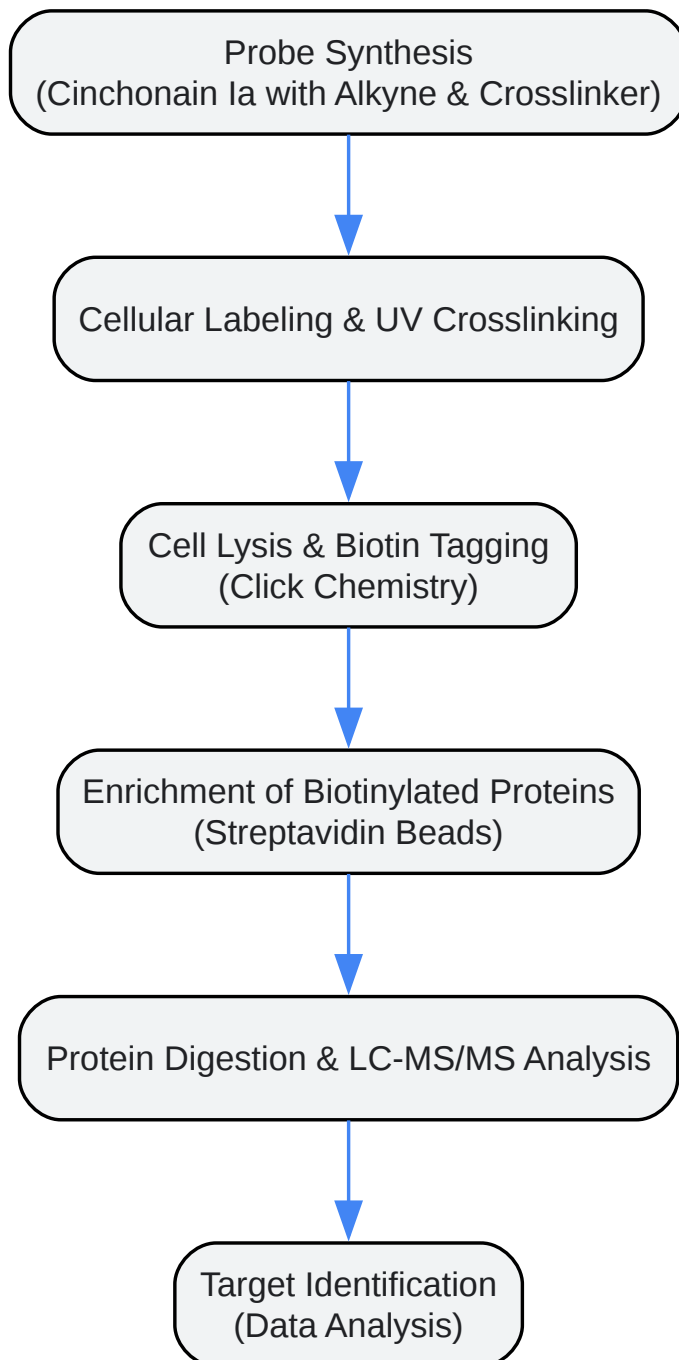 Probe Synthesis
(Cinchonain Ia with Alkyne & Crosslinker)
Cellular Labeling & UV Crosslinking
Cell Lysis & Biotin Tagging
(Click Chemistry)
Enrichment of Biotinylated Proteins
(Streptavidin Beads)
Protein Digestion & LC-MS/MS Analysis
Target Identification
(Data Analysis)